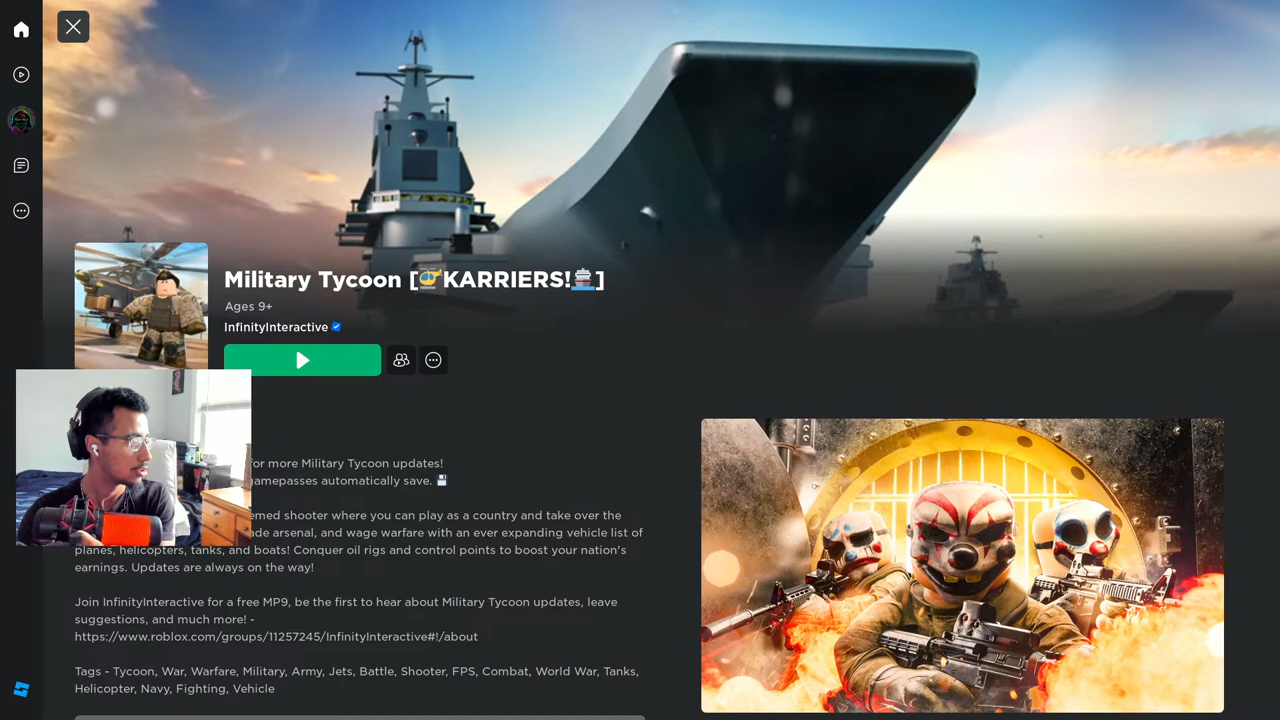 Military Tycoon [🚁KARRIERS!🚢]
Ages 9+
InfinityInteractive
for more Military Tycoon updates!
gamepasses automatically save. 💾
emed shooter where you can play as a country and take over the
ade arsenal, and wage warfare with an ever expanding vehicle list of
planes, helicopters, tanks, and boats! Conquer oil rigs and control points to boost your nation's
earnings. Updates are always on the way!
Join InfinityInteractive for a free MP9, be the first to hear about Military Tycoon updates, leave
suggestions, and much more! -
https://www.roblox.com/groups/11257245/InfinityInteractive#!/about
Tags - Tycoon, War, Warfare, Military, Army, Jets, Battle, Shooter, FPS, Combat, World War, Tanks,
Helicopter, Navy, Fighting, Vehicle